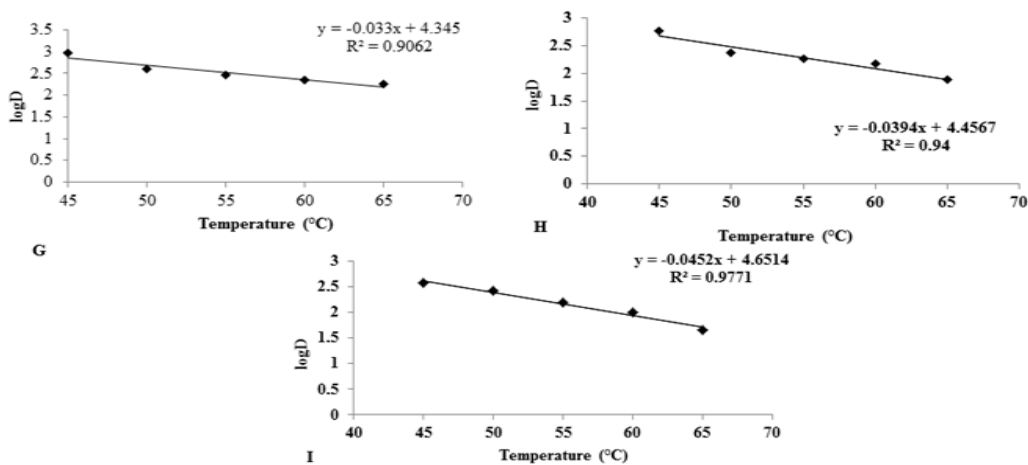 y = -0.033x + 4.345
R² = 0.9062
3.5
3
2.5
2
1.5
1
0.5
0
logD
45
50
55
60
65
70
Temperature (°C)
G
3
2.5
2
1.5
1
0.5
0
logD
y = -0.0394x + 4.4567
R² = 0.94
40
45
50
55
60
65
70
Temperature (°C)
H
y = -0.0452x + 4.6514
R² = 0.9771
3
2.5
2
1.5
1
0.5
0
logD
40
45
50
55
60
65
70
Temperature (°C)
I